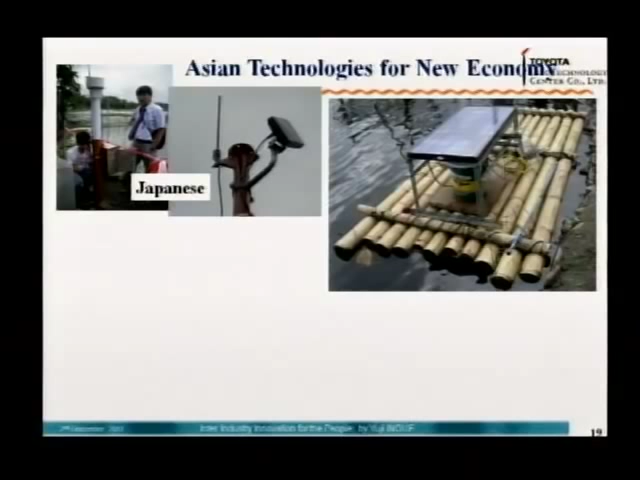 Asian Technologies for New Economy
TOYOTA
TECHNOLOGY
CENTER CO., LTD.
Japanese
Inter Industry Innovation for the People, by Yuji INOUE
19